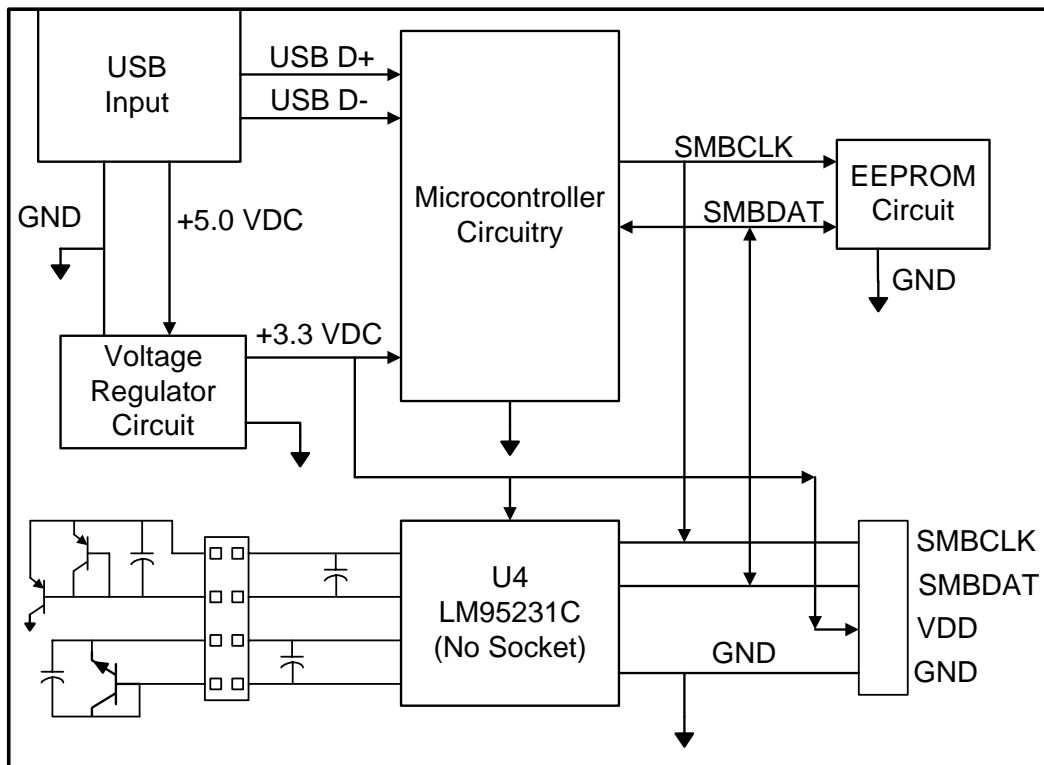 USB
Input
USB D+
USB D-
Microcontroller
Circuitry
SMBCLK
SMBDAT
EEPROM
Circuit
GND
GND
+5.0 VDC
Voltage
Regulator
Circuit
+3.3 VDC
U4
LM95231C
(No Socket)
GND
SMBCLK
SMBDAT
VDD
GND